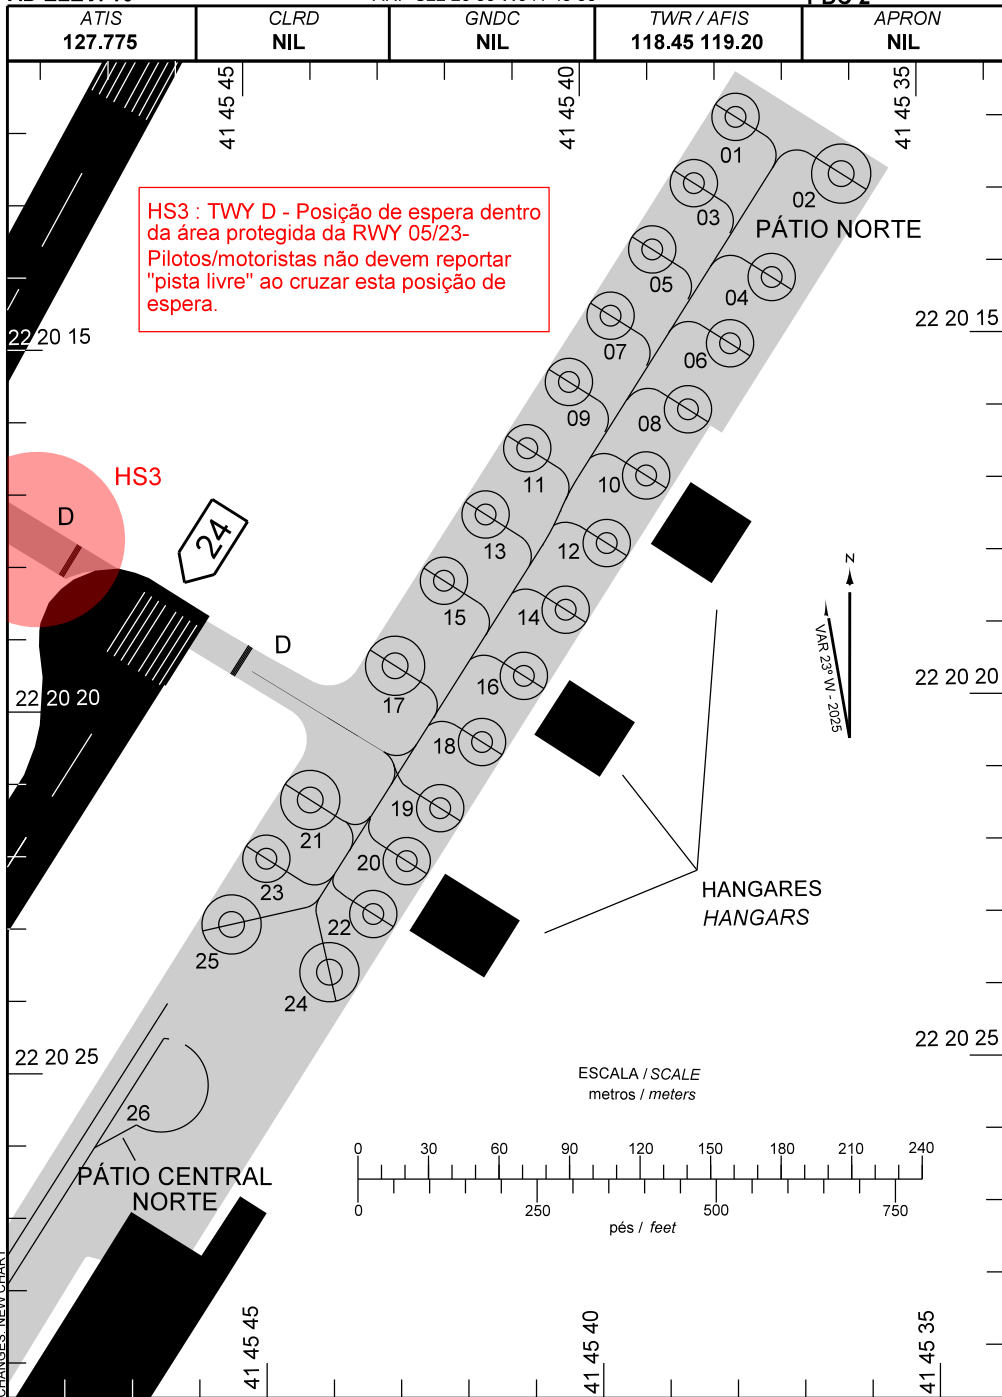 ATIS
127.775
CLRD
NIL
GNDC
NIL
TWR / AFIS
118.45 119.20
APRON
NIL
41 45 45
41 45 40
41 45 35
HS3 : TWY D - Posição de espera dentro
da área protegida da RWY 05/23-
Pilotos/motoristas não devem reportar
"pista livre" ao cruzar esta posição de
espera.
01
02
PÁTIO NORTE
03
04
05
06
07
08
09
10
11
12
13
14
15
16
17
18
19
20
21
22
23
24
25
26
22 20 15
22 20 15
HS3
D
24
D
22 20 20
22 20 20
Z
VAR 23° W - 2025
HANGARES
HANGARS
22 20 25
22 20 25
PÁTIO CENTRAL
NORTE
ESCALA / SCALE
metros / meters
0 30 60 90 120 150 180 210 240
0 250 500 750
pés / feet
CHANGES: NEW CHART
41 45 45
41 45 40
41 45 35